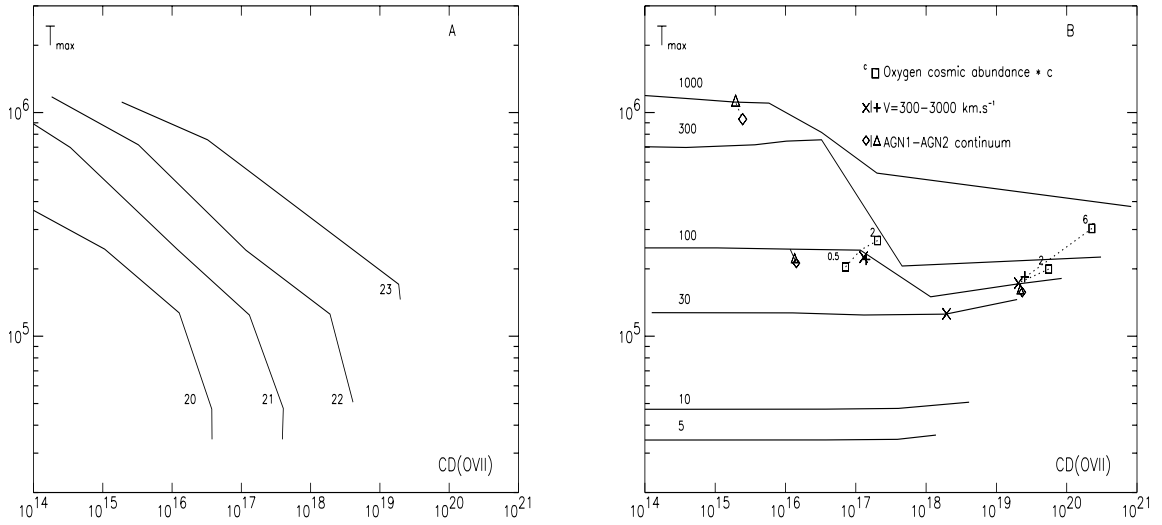 A
T max
10^6
10^5
20
21
22
23
CD(OVII)
10^14 10^15 10^16 10^17 10^18 10^19 10^20 10^21
B
T max
c Oxygen cosmic abundance * c
V=300-3000 km.s^-1
AGN1-AGN2 continuum
1000
300
100
30
10
5
0.5
2
2
6
10^6
10^5
CD(OVII)
10^14 10^15 10^16 10^17 10^18 10^19 10^20 10^21